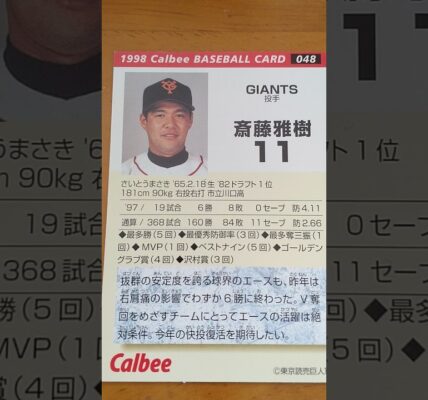 1998 Calbee BASEBALL CARD 048
GIANTS
投手
斎藤雅樹
11
さいとうまさき '65.2.18生 '82ドラフト1位
181cm 90kg 右投右打 市立川口高
'97 / 19試合 6勝 8敗 0セーブ 防4.11
通算 / 368試合 160勝 84敗 11セーブ 防2.66
◆最多勝(5回)◆最優秀防御率(3回)◆最多奪三振(1
回)◆MVP(1回)◆ベストナイン(5回)◆ゴールデン
グラブ賞(4回)◆沢村賞(3回)
抜群の安定度を誇る球界のエースも、昨年は
右肩痛の影響でわずか6勝に終わった。V奪
回をめざすチームにとってエースの活躍は絶
対条件。今年の快投復活を期待したい。
Calbee
©東京読売巨人